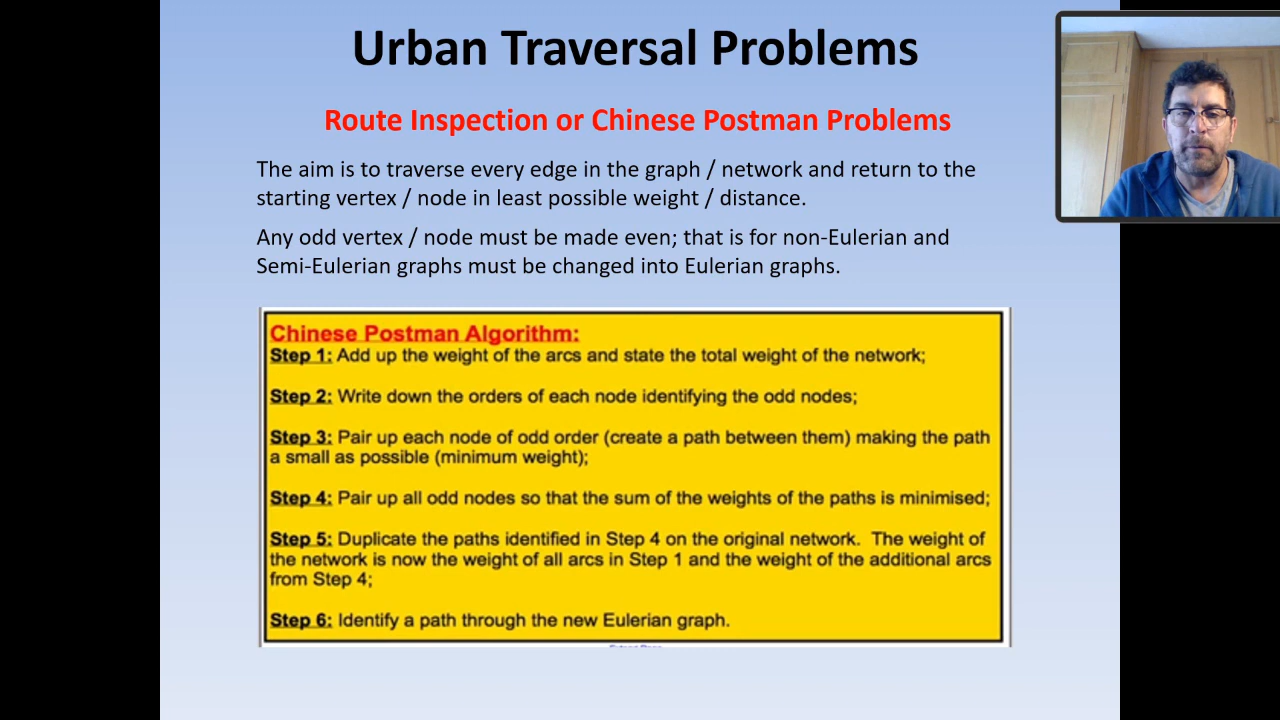 Urban Traversal Problems
Route Inspection or Chinese Postman Problems
The aim is to traverse every edge in the graph / network and return to the
starting vertex / node in least possible weight / distance.
Any odd vertex / node must be made even; that is for non-Eulerian and
Semi-Eulerian graphs must be changed into Eulerian graphs.
Chinese Postman Algorithm:
Step 1: Add up the weight of the arcs and state the total weight of the network;
Step 2: Write down the orders of each node identifying the odd nodes;
Step 3: Pair up each node of odd order (create a path between them) making the path
a small as possible (minimum weight);
Step 4: Pair up all odd nodes so that the sum of the weights of the paths is minimised;
Step 5: Duplicate the paths identified in Step 4 on the original network. The weight of
the network is now the weight of all arcs in Step 1 and the weight of the additional arcs
from Step 4;
Step 6: Identify a path through the new Eulerian graph.